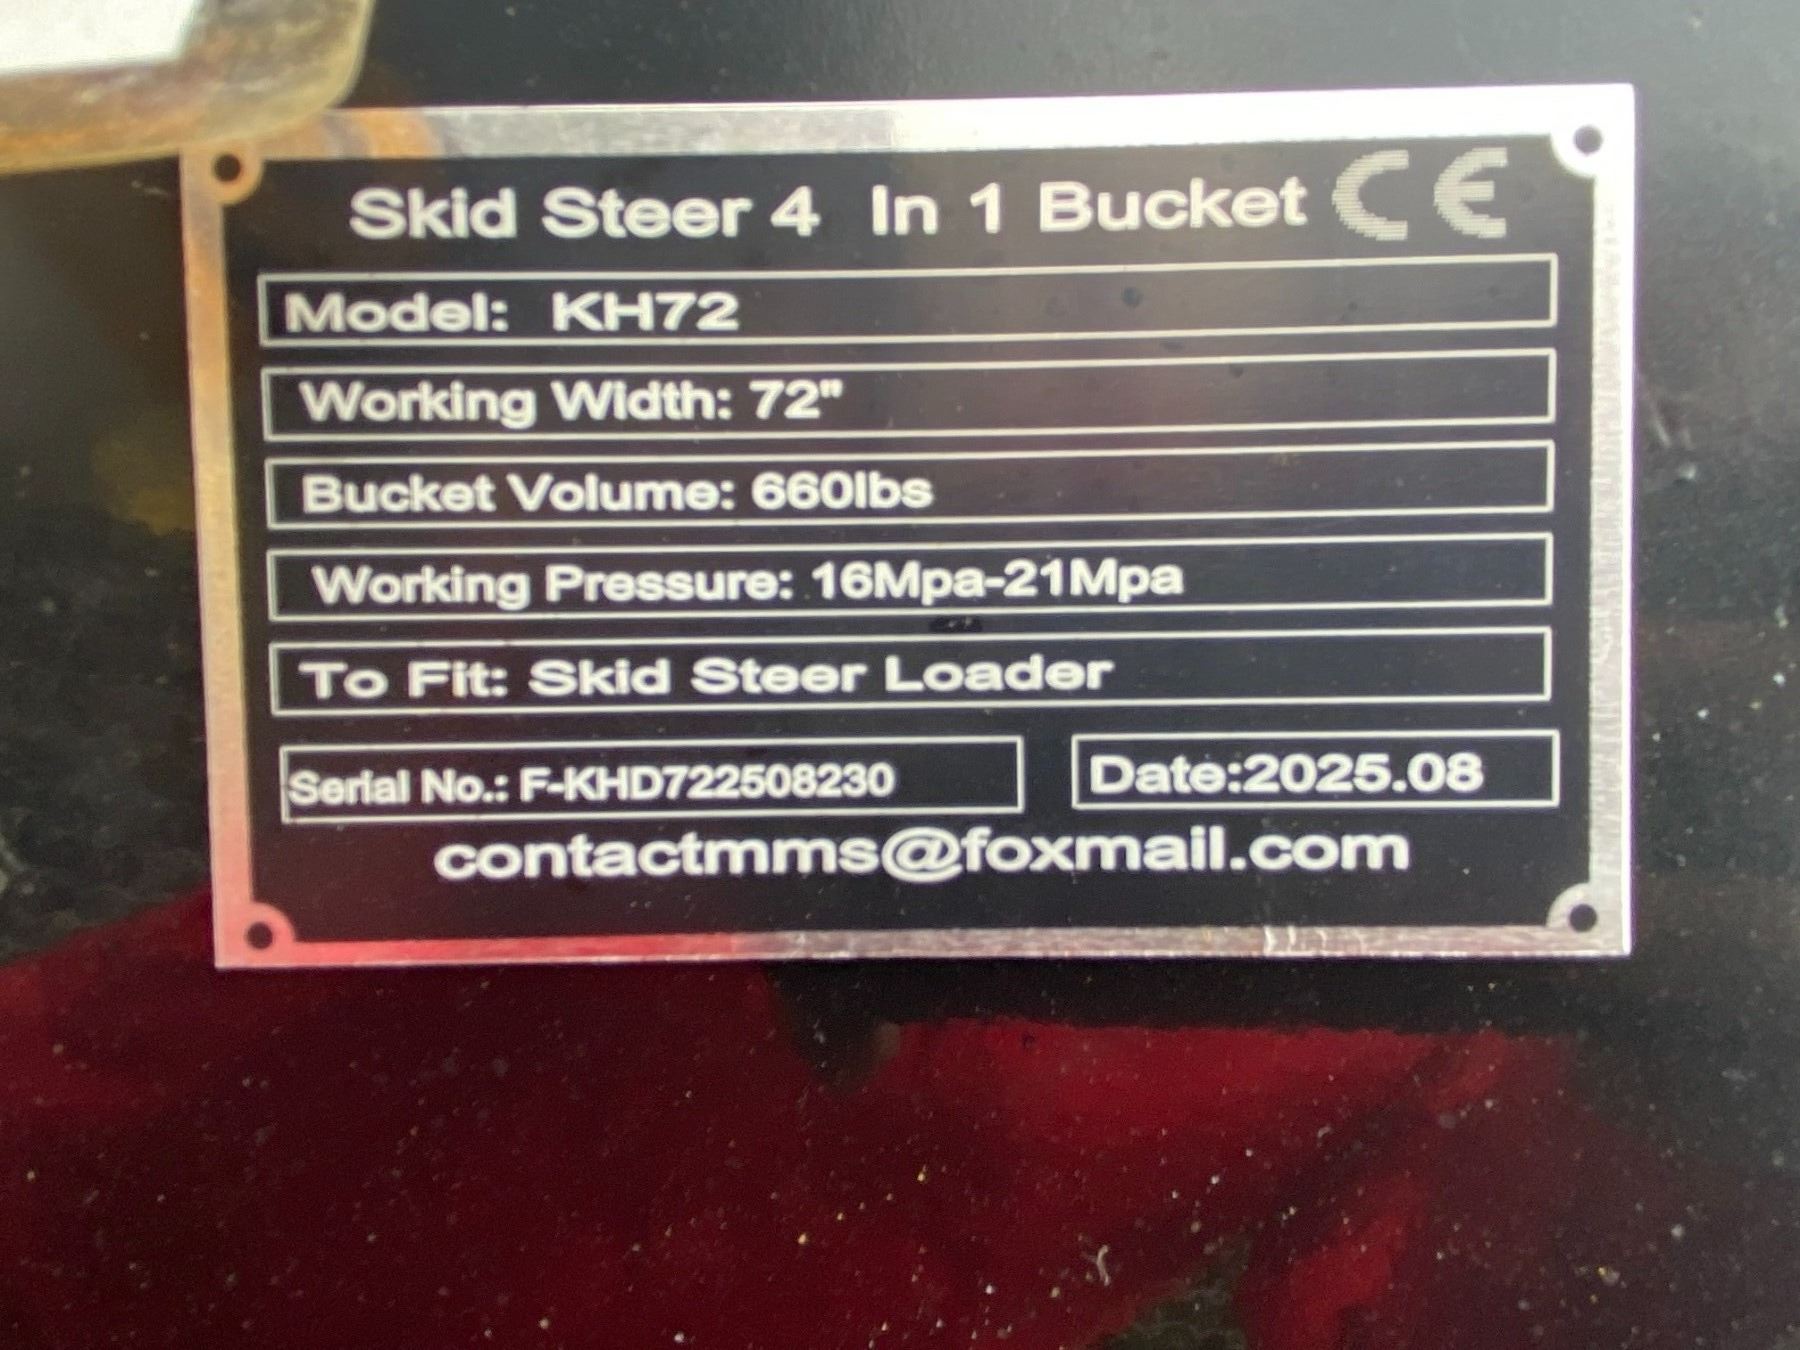 Skid Steer 4 In 1 Bucket CE
Model: KH72
Working Width: 72"
Bucket Volume: 660lbs
Working Pressure: 16Mpa-21Mpa
To Fit: Skid Steer Loader
Serial No.: F-KHD722508230
Date:2025.08
contactmms@foxmail.com